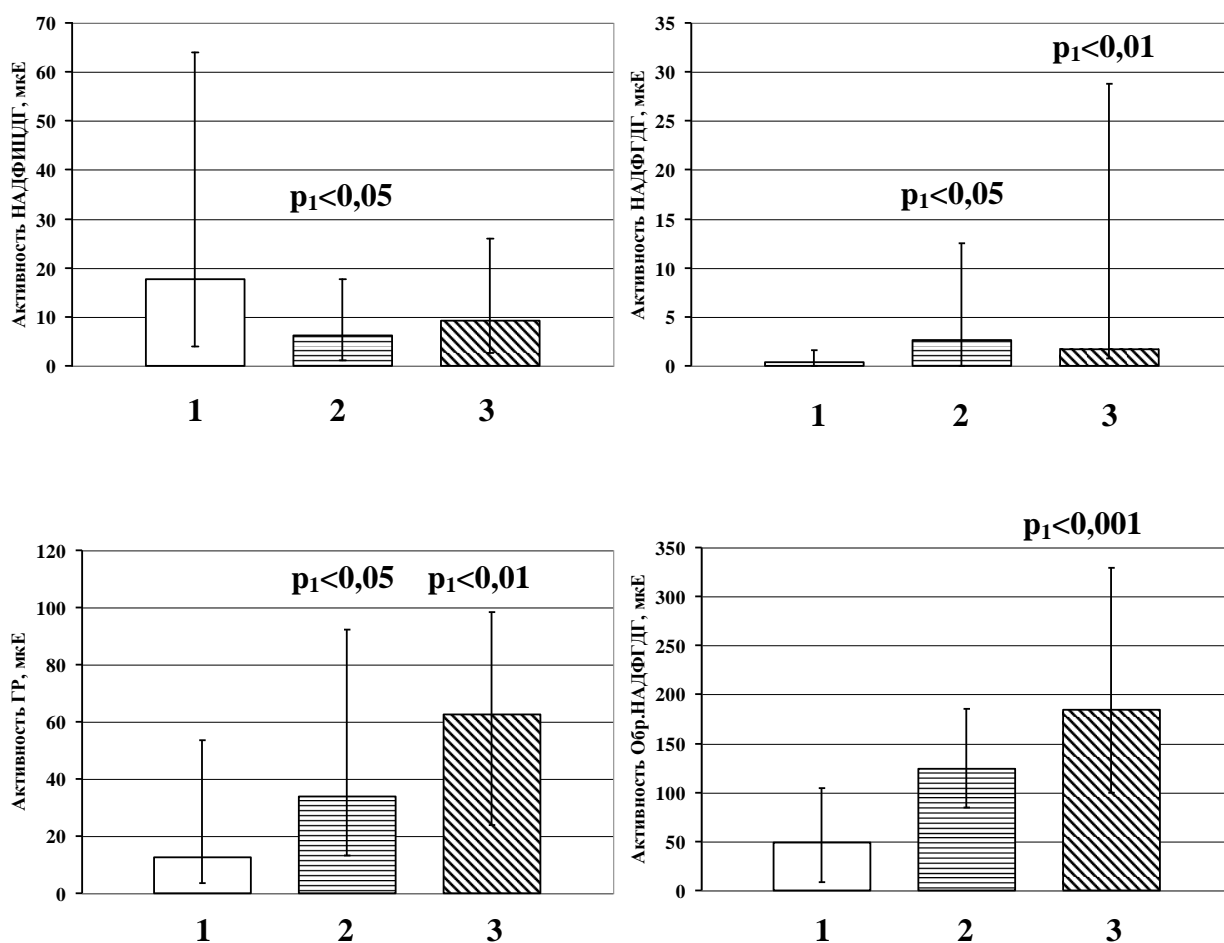 Активность НАДФИЦДГ, мкЕ
70
60
50
40
30
20
10
0
p₁<0,05
1 2 3
Активность НАДФГДГ, мкЕ
35
30
25
20
15
10
5
0
p₁<0,05
p₁<0,01
1 2 3
Активность ГР, мкЕ
120
100
80
60
40
20
0
p₁<0,05 p₁<0,01
1 2 3
Активность Обр.НАДФГДГ, мкЕ
350
300
250
200
150
100
50
0
p₁<0,001
1 2 3